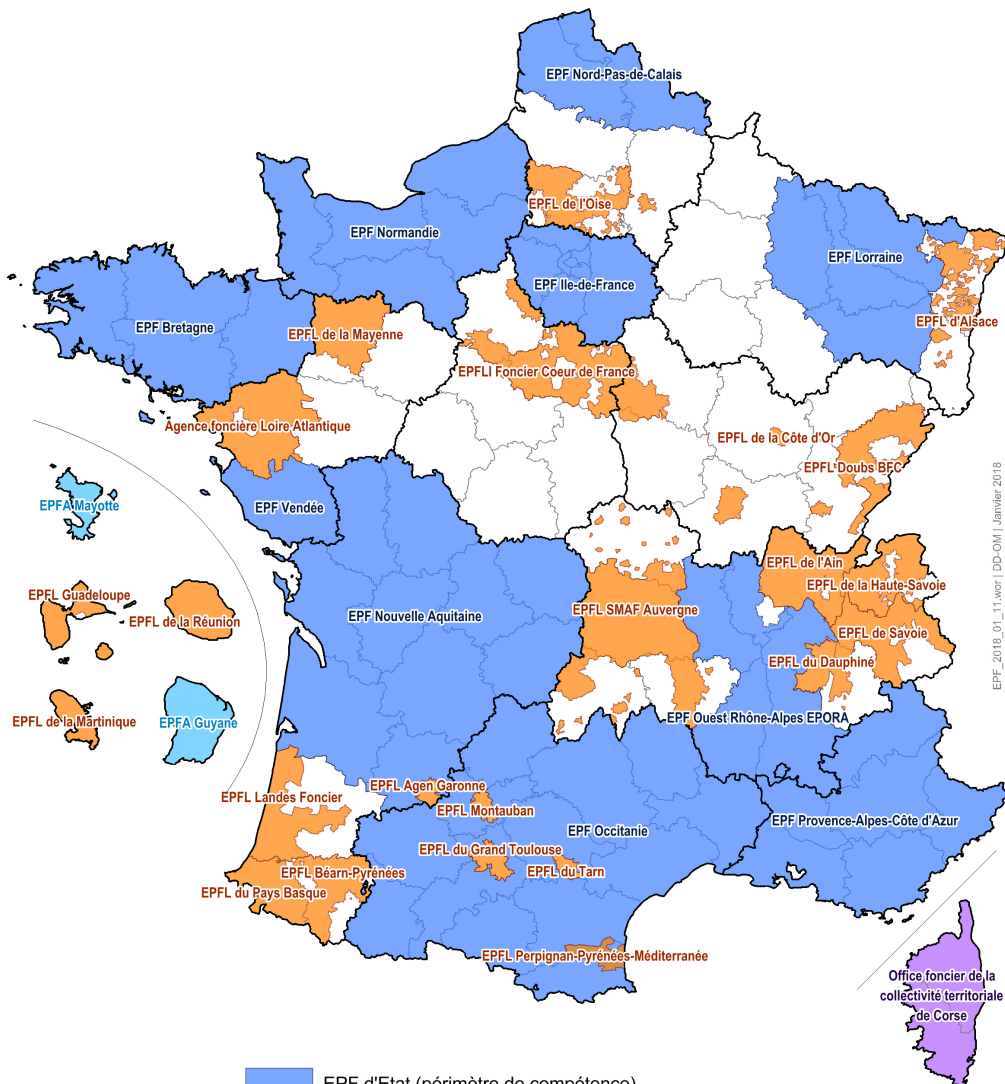 EPF Nord-Pas-de-Calais
EPFL de l'Oise
EPF Normandie
EPF Lorraine
EPF Ile-de-France
EPFL d'Alsace
EPF Bretagne
EPFL de la Mayenne
EPFLI Foncier Coeur de France
Agence foncière Loire Atlantique
EPFL de la Côte d'Or
EPFL Doubs BFC
EPF Vendée
EPFA Mayotte
EPFL de l'Ain
EPFL de la Haute-Savoie
EPFL Guadeloupe
EPFL de la Réunion
EPF Nouvelle Aquitaine
EPFL SMAF Auvergne
EPFL de Savoie
EPFL du Dauphiné
EPFL de la Martinique
EPFA Guyane
EPF Ouest Rhône-Alpes EPORA
EPFL Landes Foncier
EPFL Agen Garonne
EPFL Montauban
EPF Occitanie
EPF Provence-Alpes-Côte d'Azur
EPFL du Grand Toulouse
EPFL du Tarn
EPFL Béarn-Pyrénées
EPFL du Pays Basque
EPFL Perpignan-Pyrénées-Méditerranée
Office foncier de la
collectivité territoriale
de Corse
EPF_2018_01_11.wor | DD-OM | Janvier 2018
EPF d'Etat (périmètre de compétence)